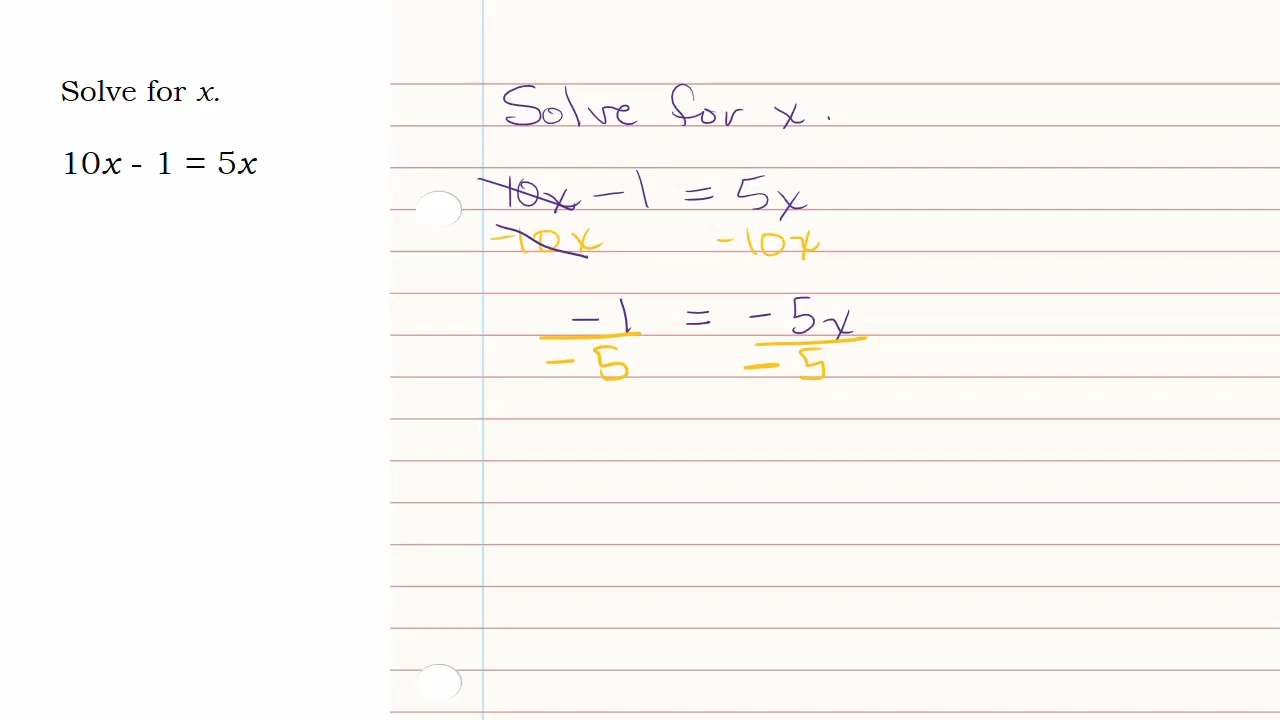 Solve for x.
10x - 1 = 5x
Solve for x.
10x - 1 = 5x
-10x -10x
-1 = -5x
-5 -5